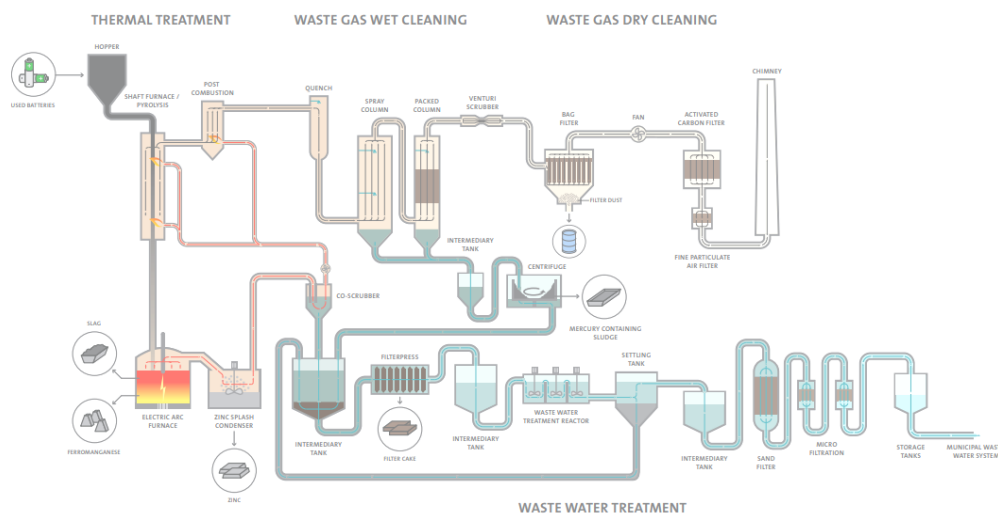 THERMAL TREATMENT
WASTE GAS WET CLEANING
WASTE GAS DRY CLEANING
HOPPER
USED BATTERIES
SHAFT FURNACE /
PYROLYSIS
POST
COMBUSTION
QUENCH
SPRAY
COLUMN
PACKED
COLUMN
VENTURI
SCRUBBER
BAG
FILTER
FAN
ACTIVATED
CARBON FILTER
CHIMNEY
FILTER DUST
INTERMEDIARY
TANK
CENTRIFUGE
FINE PARTICULATE
AIR FILTER
CO-SCRUBBER
MERCURY CONTAINING
SLUDGE
SLAG
FILTERPRESS
SETTLING
TANK
ELECTRIC ARC
FURNACE
ZINC SPLASH
CONDENSER
FERROMANGANESE
ZINC
INTERMEDIARY
TANK
FILTER CAKE
INTERMEDIARY
TANK
WASTE WATER
TREATMENT REACTOR
INTERMEDIARY
TANK
SAND
FILTER
MICRO
FILTRATION
STORAGE
TANKS
MUNICIPAL WAS
WATER SYSTEM
WASTE WATER TREATMENT